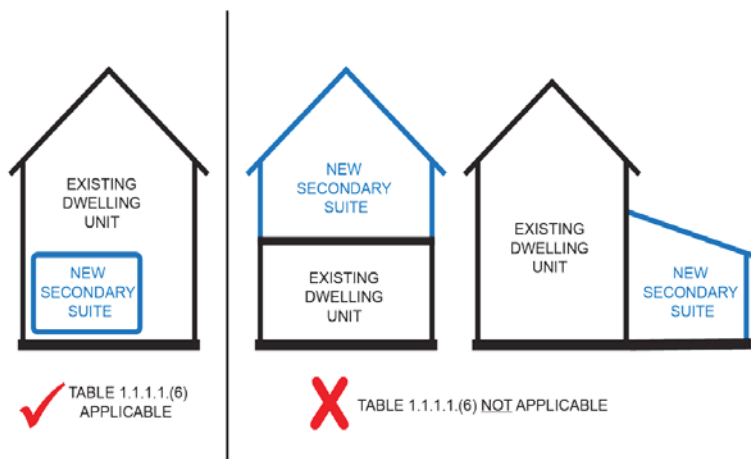 EXISTING
DWELLING
UNIT
NEW
SECONDARY
SUITE
TABLE 1.1.1.1.(6)
APPLICABLE
NEW
SECONDARY
SUITE
EXISTING
DWELLING
UNIT
EXISTING
DWELLING
UNIT
NEW
SECONDARY
SUITE
TABLE 1.1.1.1.(6) NOT APPLICABLE